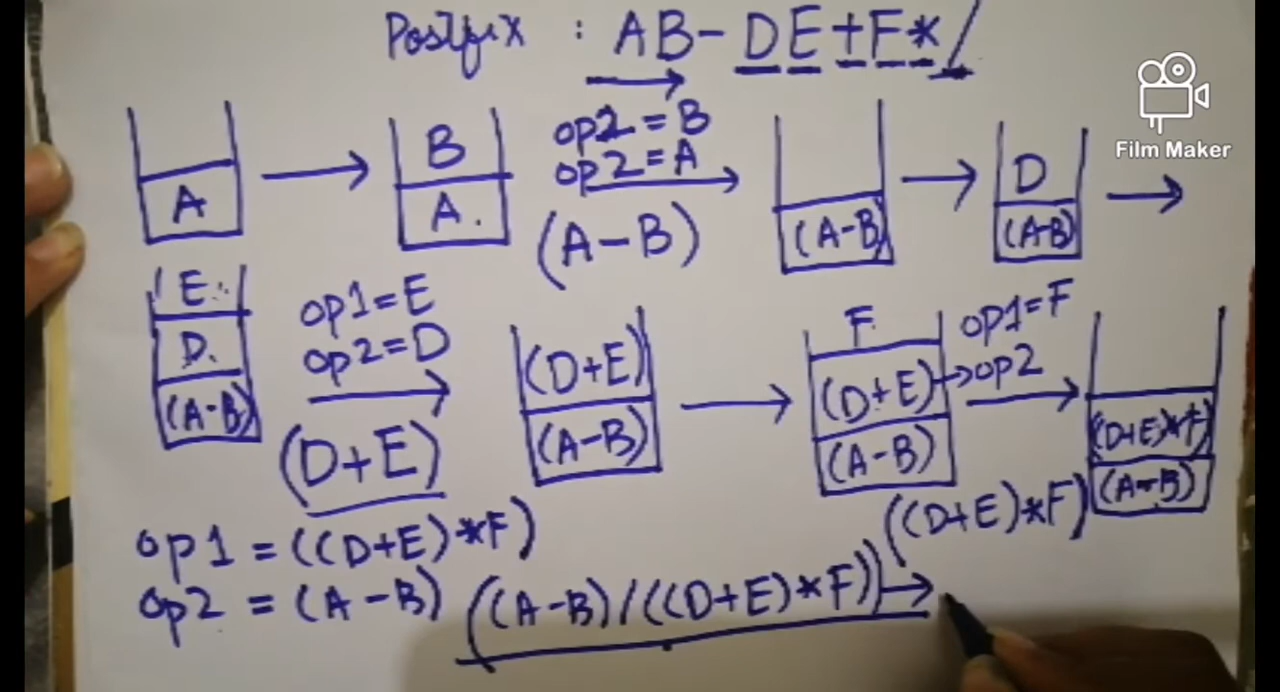 Postfix : AB- DE+F*/
Film Maker
op2 = B
op2 = A
B
A
A.
(A-B)
(A-B)
D
(A-B)
E
D.
(A-B)
op1 = E
op2 = D
(D+E)
(D+E)
(A-B)
F
(D+E)
(A-B)
op1 = F
op2
((D+E)*F)
(D+E)*F)
(A-B)
op1 = ((D+E)*F)
op2 = (A-B)
((A-B)/((D+E)*F))